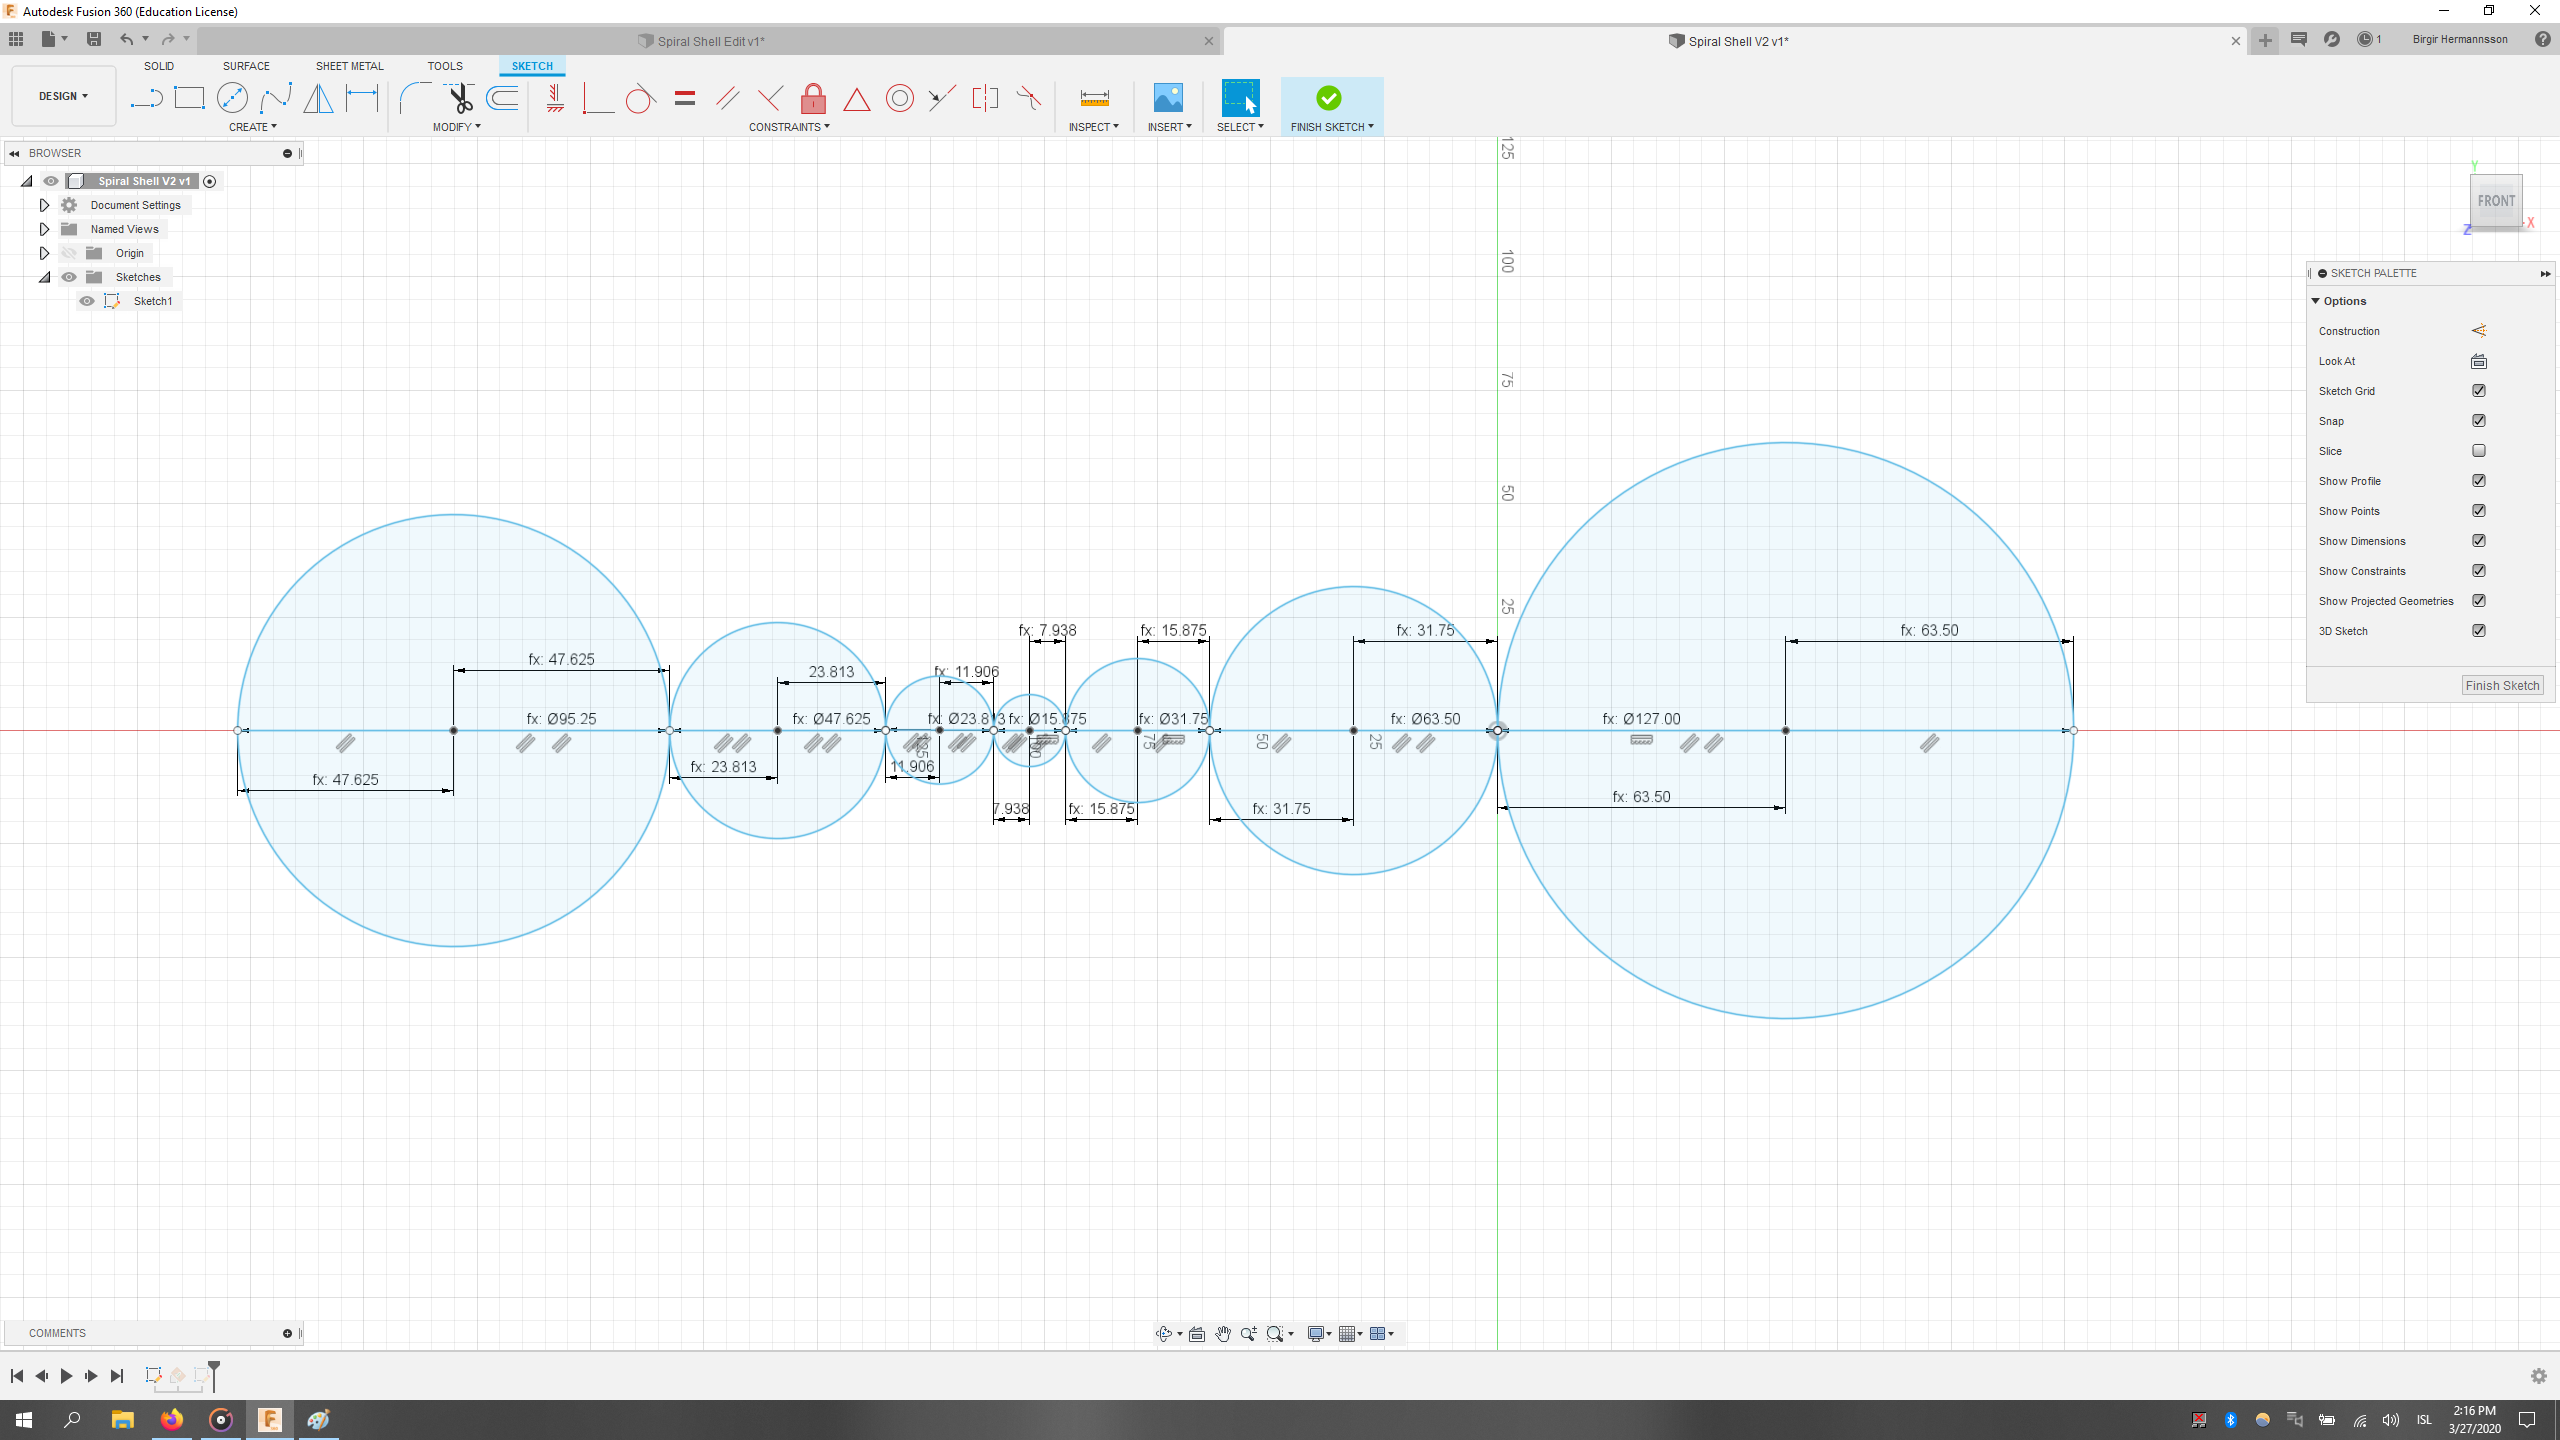 Autodesk Fusion 360 (Education License)
Spiral Shell Edit v1*
Spiral Shell V2 v1*
1
Birgir Hermannsson
SOLID SURFACE SHEET METAL TOOLS SKETCH
DESIGN
CREATE MODIFY CONSTRAINTS INSPECT INSERT SELECT FINISH SKETCH
BROWSER
Spiral Shell V2 v1
Document Settings
Named Views
Origin
Sketches
Sketch1
125
100
75
50
25
Y
FRONT
X
Z
SKETCH PALETTE
Options
Construction
Look At
Sketch Grid
Snap
Slice
Show Profile
Show Points
Show Dimensions
Show Constraints
Show Projected Geometries
3D Sketch
Finish Sketch
fx: 7.938
fx: 15.875
fx: 31.75
fx: 63.50
fx: 47.625
23.813
fx: 11.906
fx: Ø95.25
fx: Ø47.625
fx: Ø23.813
fx: Ø15.875
fx: Ø31.75
fx: Ø63.50
fx: Ø127.00
75
50
25
fx: 47.625
fx: 23.813
11.906
7.938
fx: 15.875
fx: 31.75
fx: 63.50
COMMENTS
ISL
2:16 PM
3/27/2020